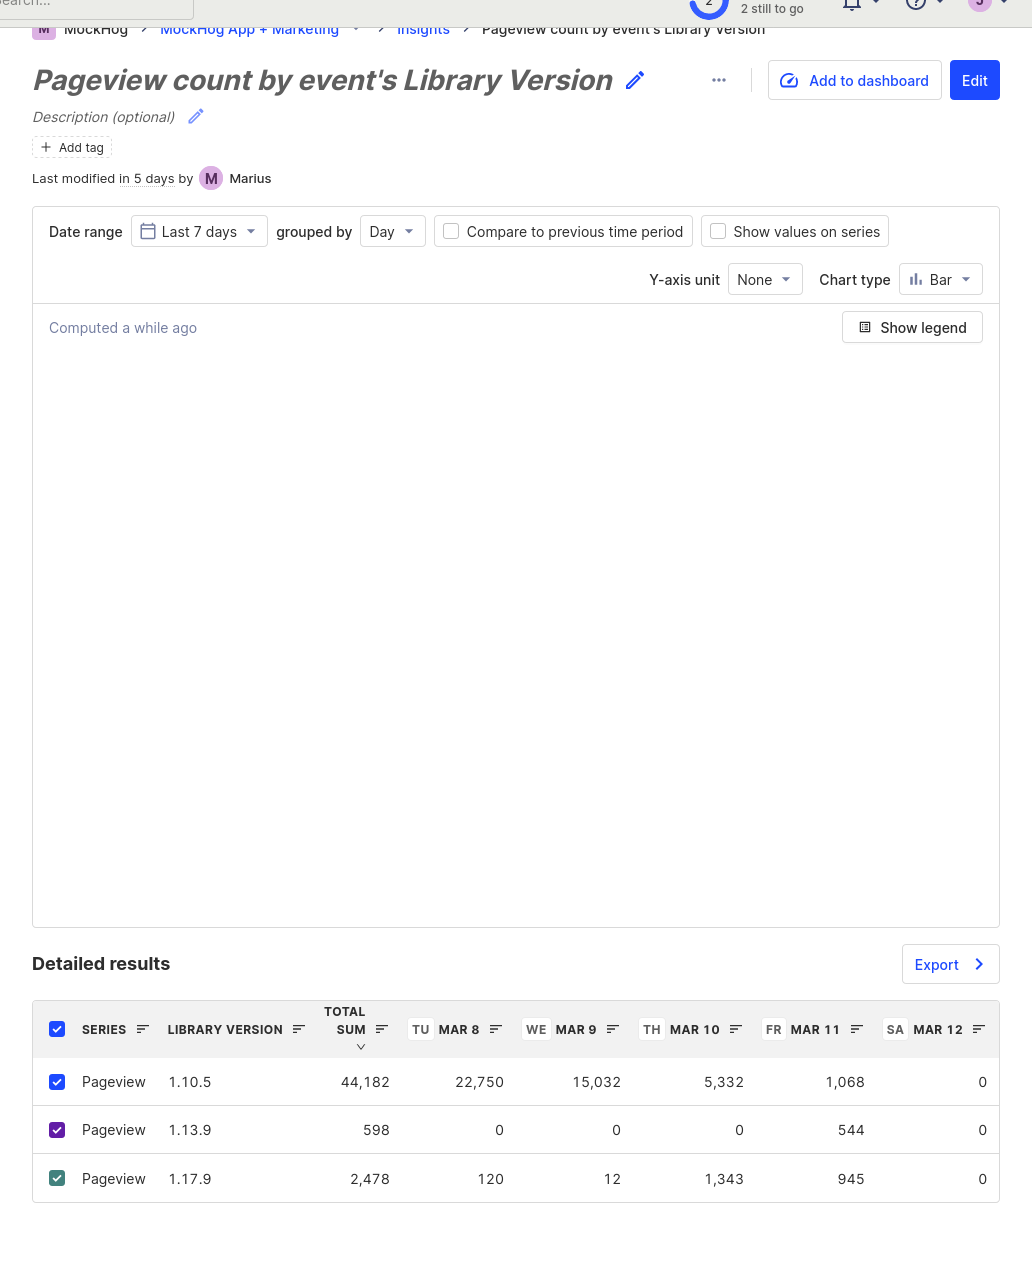 Search...
2
2 still to go
J
M MockHog MockHog App + Marketing Insights Pageview count by event's Library Version
Pageview count by event's Library Version
Add to dashboard
Edit
Description (optional)
Add tag
Last modified in 5 days by M Marius
Date range Last 7 days grouped by Day Compare to previous time period Show values on series
Y-axis unit None Chart type Bar
Computed a while ago
Show legend
Detailed results
Export
SERIES LIBRARY VERSION TOTAL SUM TU MAR 8 WE MAR 9 TH MAR 10 FR MAR 11 SA MAR 12
Pageview 1.10.5 44,182 22,750 15,032 5,332 1,068 0
Pageview 1.13.9 598 0 0 0 544 0
Pageview 1.17.9 2,478 120 12 1,343 945 0